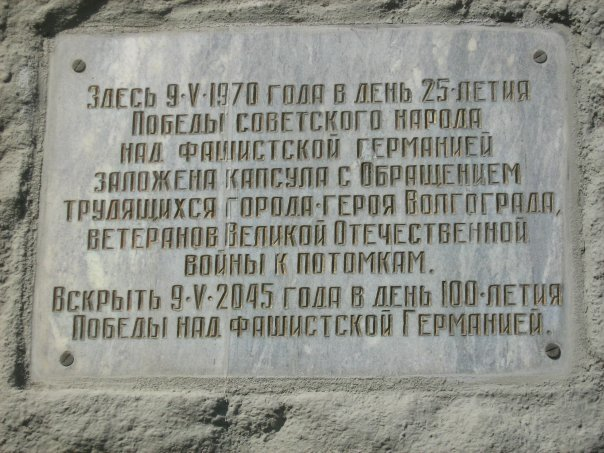 Здесь 9·V·1970 года в день 25-летия
Победы советского народа
над фашистской Германией
заложена капсула с Обращением
трудящихся города-героя Волгограда,
ветеранов Великой Отечественной
войны к потомкам.
Вскрыть 9·V·2045 года в день 100-летия
Победы над фашистской Германией.